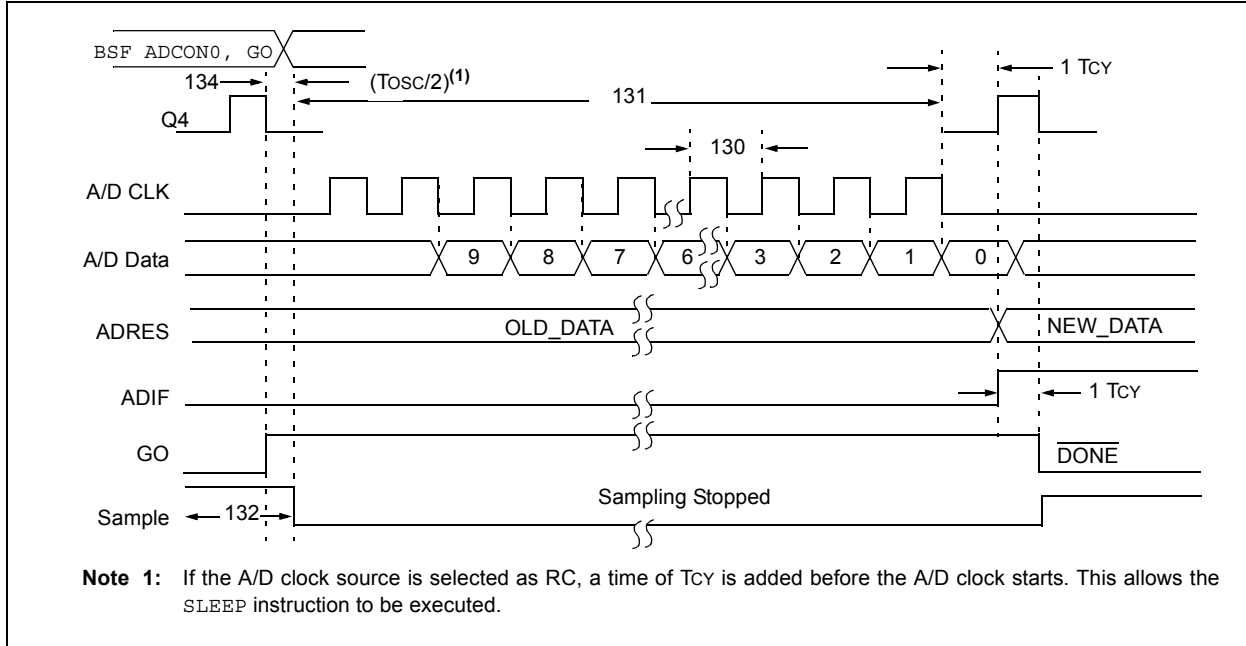 BSF ADCON0, GO
134 (TOSC/2)(1) 131 1 TCY
Q4
130
A/D CLK
A/D Data 9 8 7 6 3 2 1 0
ADRES OLD_DATA NEW_DATA
ADIF 1 TCY
GO DONE
Sampling Stopped
Sample 132
Note 1: If the A/D clock source is selected as RC, a time of TCY is added before the A/D clock starts. This allows the
SLEEP instruction to be executed.